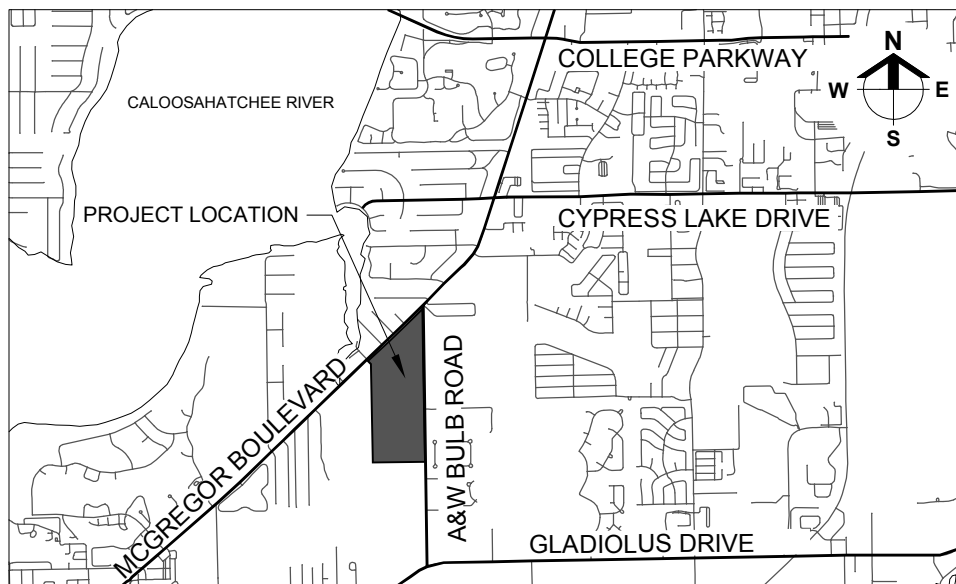 COLLEGE PARKWAY
N
W E
S
CALOOSAHATCHEE RIVER
PROJECT LOCATION
CYPRESS LAKE DRIVE
MCGREGOR BOULEVARD
A&W BULB ROAD
GLADIOLUS DRIVE